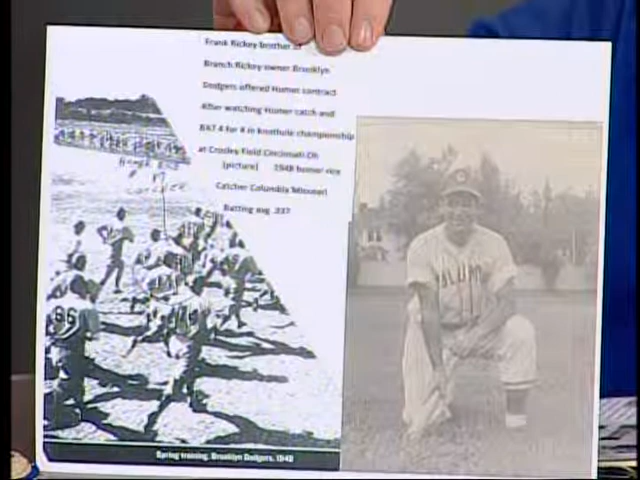 Frank Rickey brother of
Branch Rickey owner Brooklyn
Dodgers offered Homer contract
After watching Homer catch and
BAT 4 for 4 in knothole championship
at Crosley Field Cincinnati Oh
(picture) 1948 homer rice
Catcher Columbia Missouri
Batting avg .337
66
Spring training, Brooklyn Dodgers, 1948